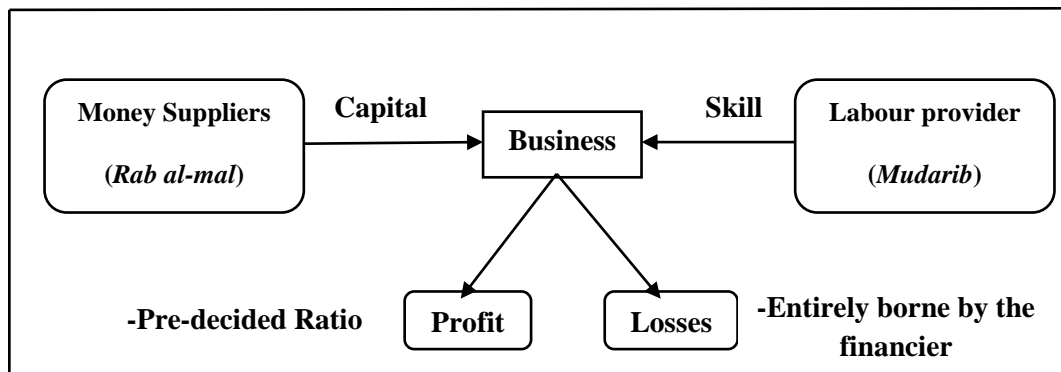 Money Suppliers
(Rab al-mal)
Capital
Business
Skill
Labour provider
(Mudarib)
-Pre-decided Ratio
Profit
Losses
-Entirely borne by the
financier